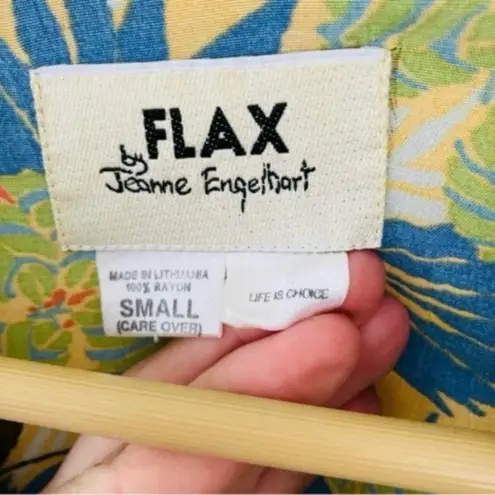 FLAX
by
Jeanne Engelhart
MADE IN LITHUANIA
100% RAYON
SMALL
(CARE OVER)
LIFE IS CHOICE